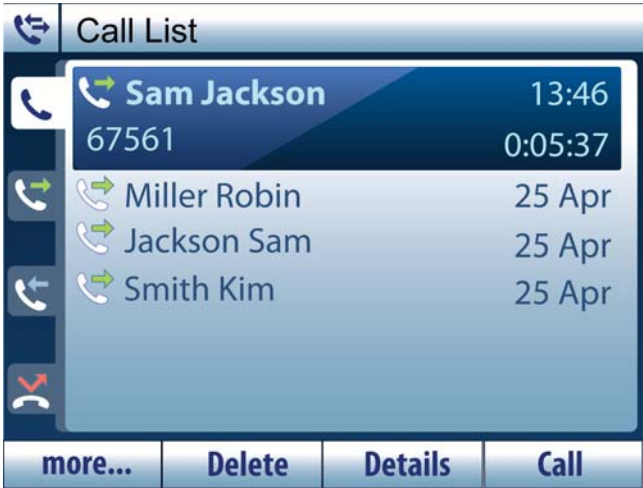 Call List
Sam Jackson 13:46
67561 0:05:37
Miller Robin 25 Apr
Jackson Sam 25 Apr
Smith Kim 25 Apr
more... Delete Details Call